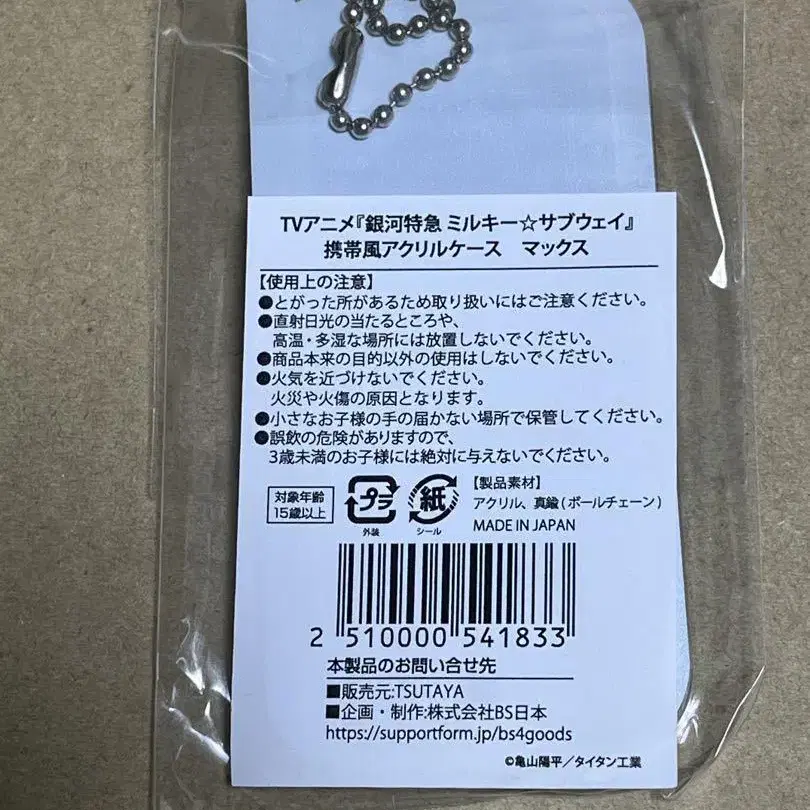 TVアニメ『銀河特急 ミルキー☆サブウェイ』
携帯風アクリルケース　マックス
【使用上の注意】
●とがった所があるため取り扱いにはご注意ください。
●直射日光の当たるところや、
高温・多湿な場所には放置しないでください。
●商品本来の目的以外の使用はしないでください。
●火気を近づけないでください。
火災や火傷の原因となります。
●小さなお子様の手の届かない場所で保管してください。
●誤飲の危険がありますので、
3歳未満のお子様には絶対に与えないでください。
対象年齢
15歳以上
プラ
外装
紙
シール
【製品素材】
アクリル、真鍮(ボールチェーン)
MADE IN JAPAN
2 510000 541833
本製品のお問い合せ先
■販売元:TSUTAYA
■企画・制作:株式会社BS日本
https://supportform.jp/bs4goods
©亀山陽平／タイタン工業